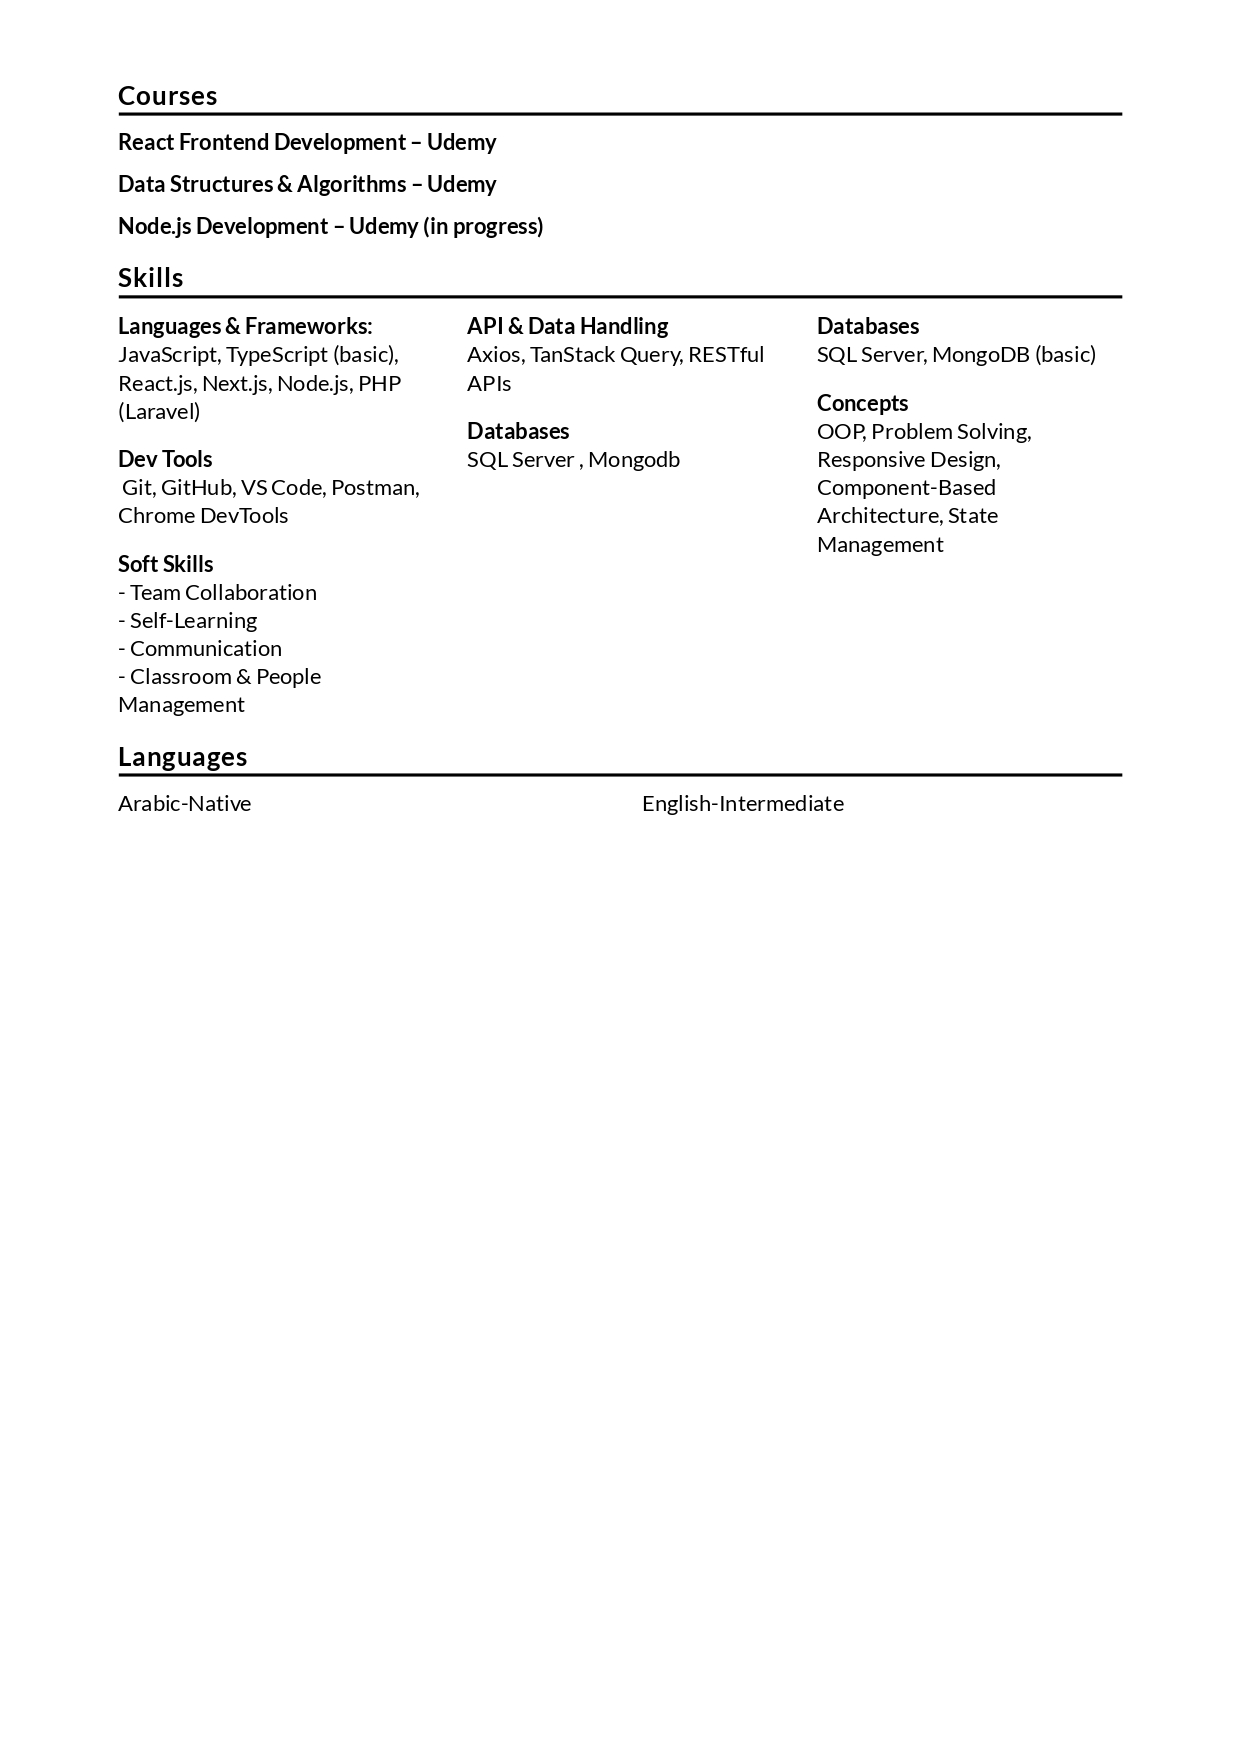 Courses
React Frontend Development – Udemy
Data Structures & Algorithms – Udemy
Node.js Development – Udemy (in progress)
Skills
Languages & Frameworks:
JavaScript, TypeScript (basic),
React.js, Next.js, Node.js, PHP
(Laravel)
Dev Tools
Git, GitHub, VS Code, Postman,
Chrome DevTools
Soft Skills
- Team Collaboration
- Self-Learning
- Communication
- Classroom & People
Management
API & Data Handling
Axios, TanStack Query, RESTful
APIs
Databases
SQL Server , Mongodb
Databases
SQL Server, MongoDB (basic)
Concepts
OOP, Problem Solving,
Responsive Design,
Component-Based
Architecture, State
Management
Languages
Arabic-Native
English-Intermediate